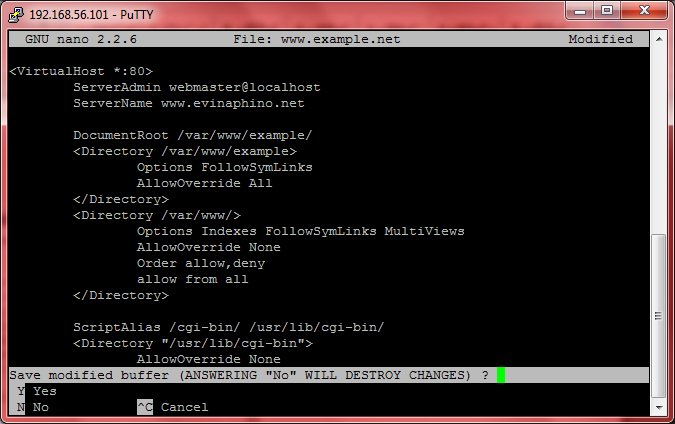 192.168.56.101 - PuTTY
GNU nano 2.2.6 File: www.example.net Modified
<VirtualHost *:80>
ServerAdmin webmaster@localhost
ServerName www.evinaphino.net
DocumentRoot /var/www/example/
<Directory /var/www/example>
Options FollowSymLinks
AllowOverride All
</Directory>
<Directory /var/www/>
Options Indexes FollowSymLinks MultiViews
AllowOverride None
Order allow,deny
allow from all
</Directory>
ScriptAlias /cgi-bin/ /usr/lib/cgi-bin/
<Directory "/usr/lib/cgi-bin">
AllowOverride None
Save modified buffer (ANSWERING "No" WILL DESTROY CHANGES) ?
Y Yes
N No ^C Cancel